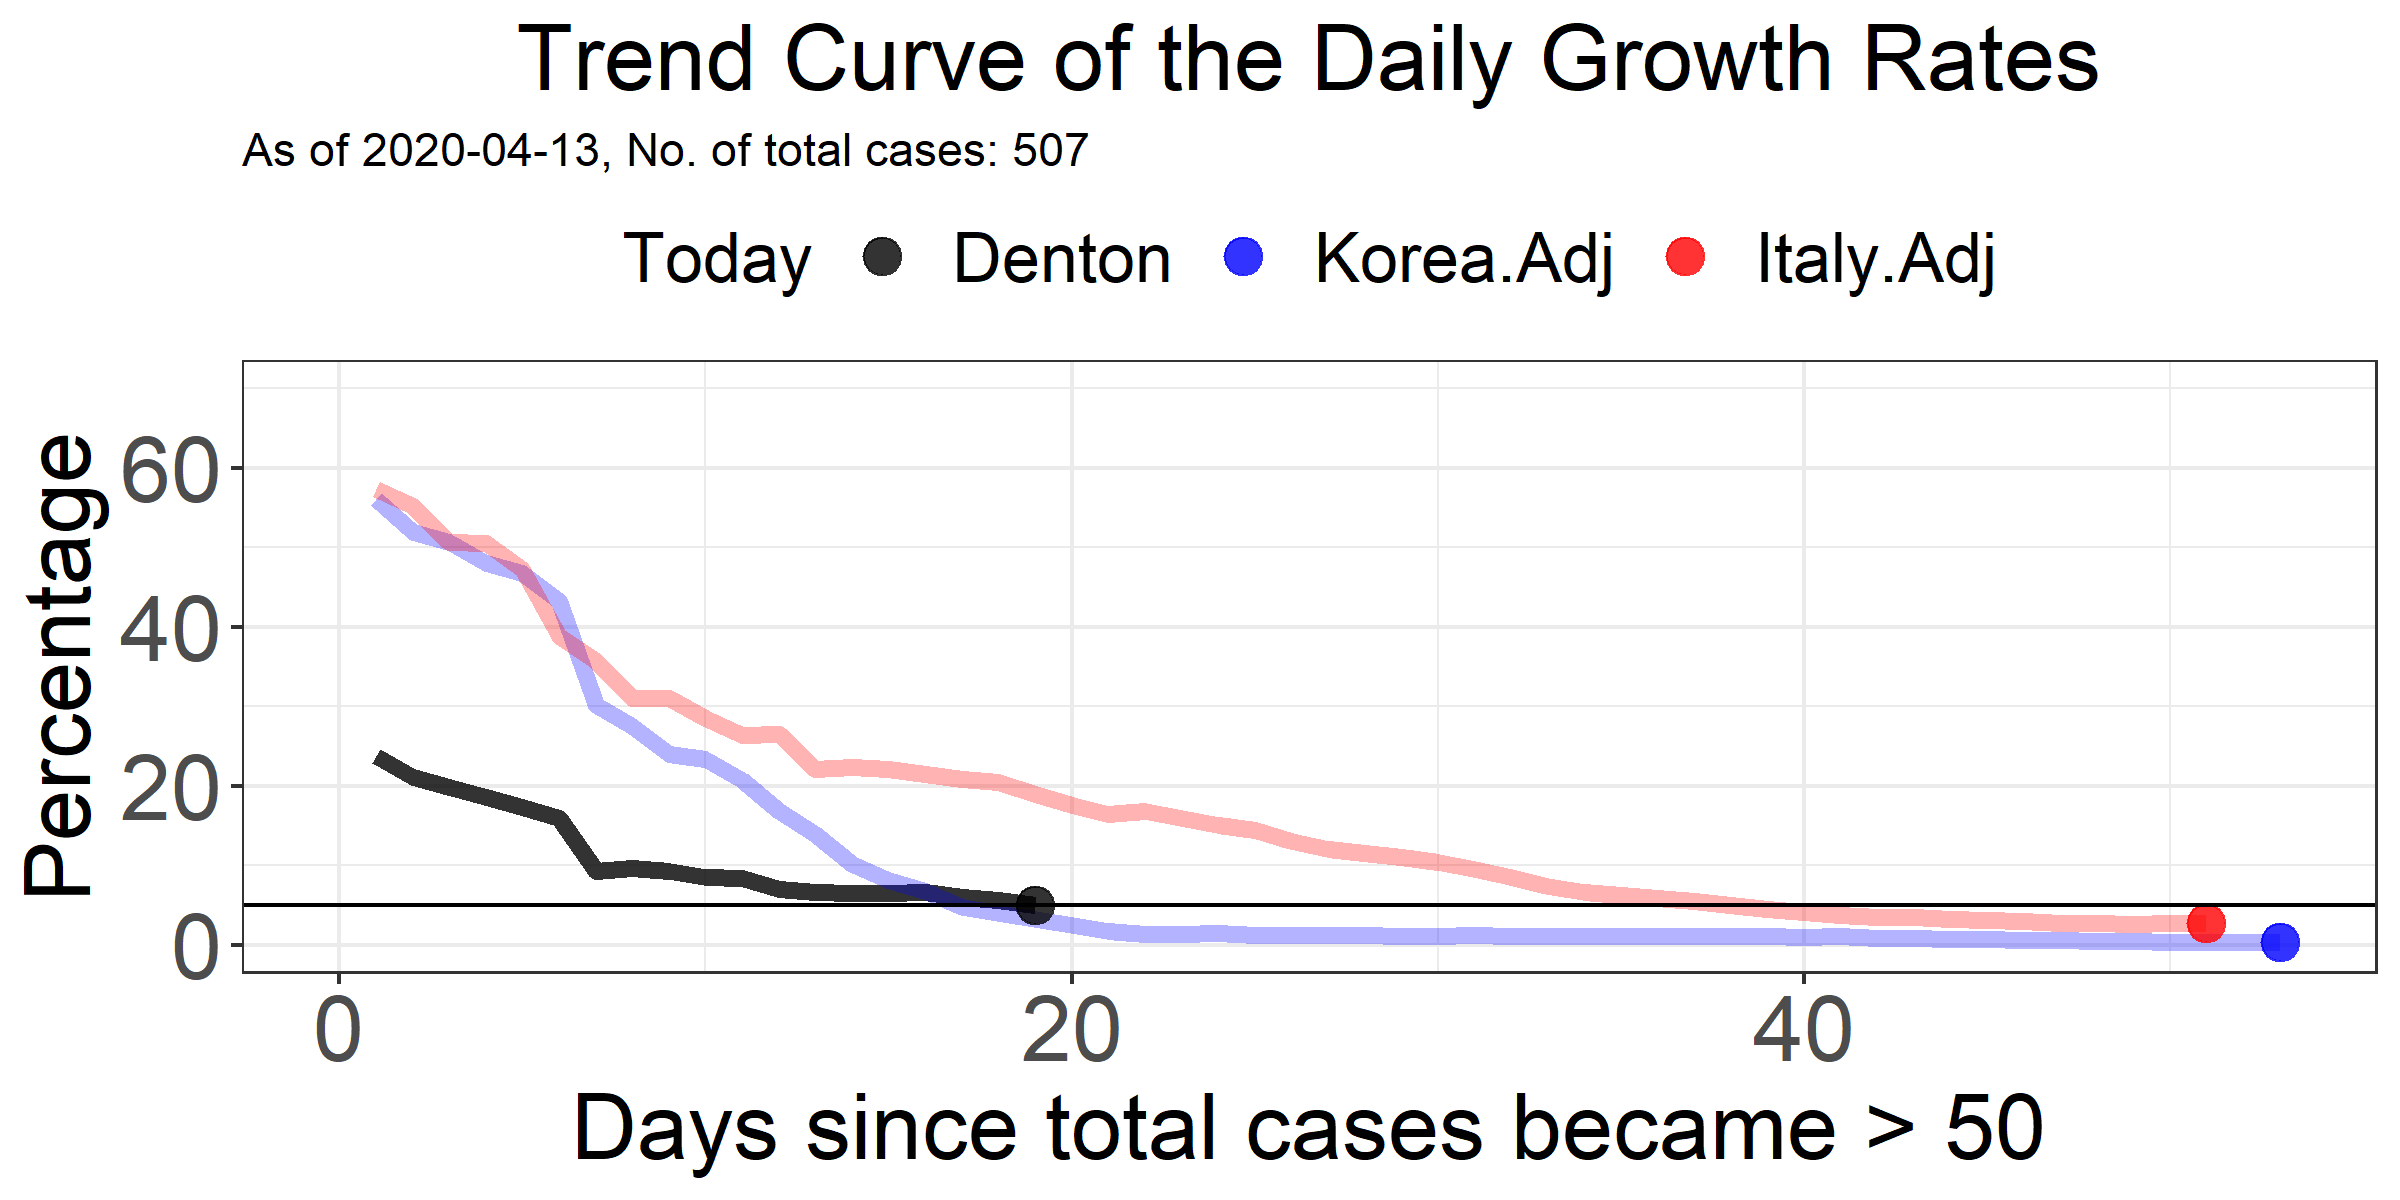 Trend Curve of the Daily Growth Rates
As of 2020-04-13, No. of total cases: 507
Today Denton Korea.Adj Italy.Adj
Percentage
60
40
20
0
0 20 40
Days since total cases became > 50